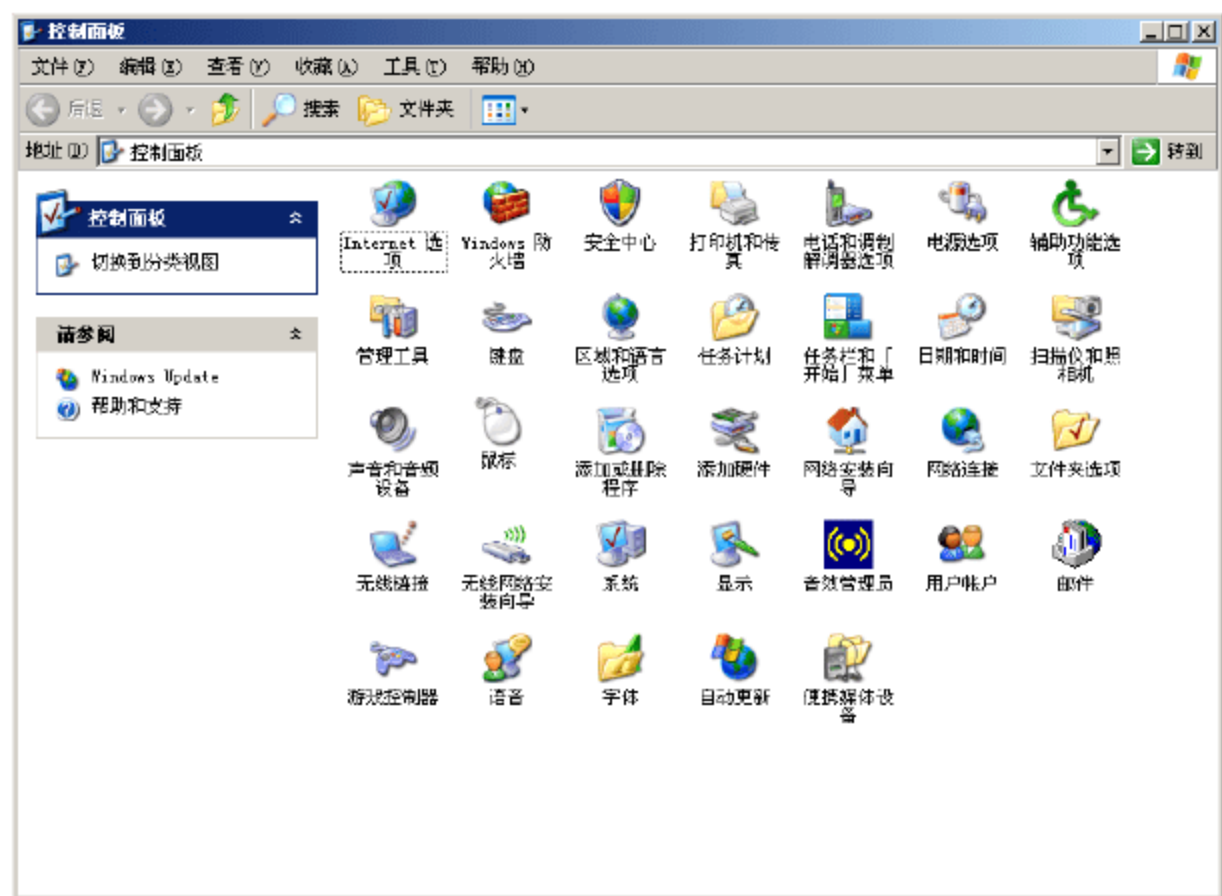 控制面板
文件(F) 编辑(E) 查看(V) 收藏(A) 工具(T) 帮助(H)
后退 搜索 文件夹
地址(D) 控制面板 转到
控制面板
切换到分类视图
请参阅
Windows Update
帮助和支持
Internet 选
项
Windows 防
火墙
安全中心
打印机和传
真
电话和调制
解调器选项
电源选项
辅助功能选
项
管理工具
键盘
区域和语言
选项
任务计划
任务栏和「
开始」菜单
日期和时间
扫描仪和照
相机
声音和音频
设备
鼠标
添加或删除
程序
添加硬件
网络安装向
导
网络连接
文件夹选项
无线链接
无线网络安
装向导
系统
显示
音效管理员
用户帐户
邮件
游戏控制器
语音
字体
自动更新
便携媒体设
备